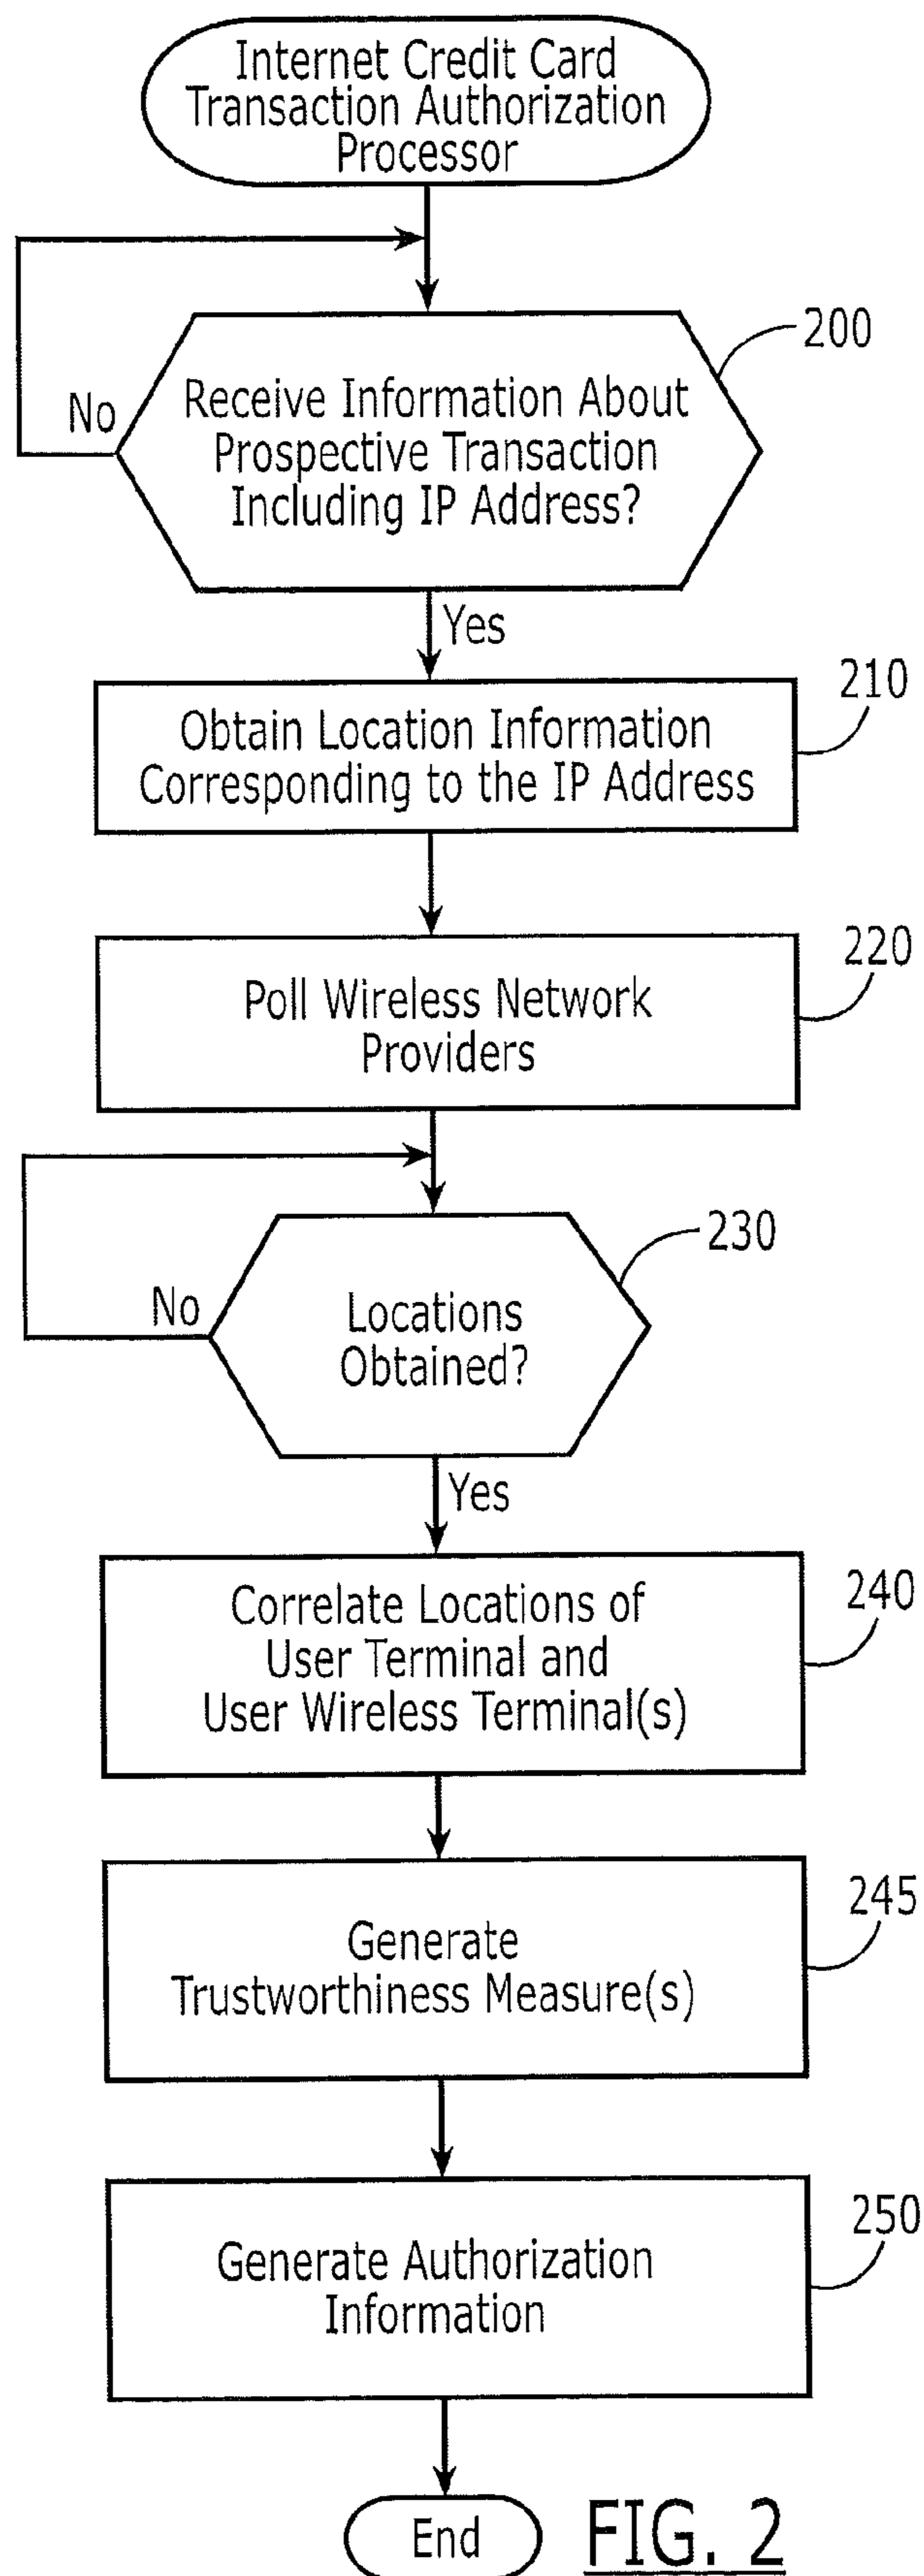 Internet Credit Card
Transaction Authorization
Processor
200
Receive Information About
Prospective Transaction
Including IP Address?
No
Yes
210
Obtain Location Information
Corresponding to the IP Address
220
Poll Wireless Network
Providers
230
Locations
Obtained?
No
Yes
240
Correlate Locations of
User Terminal and
User Wireless Terminal(s)
245
Generate
Trustworthiness Measure(s)
250
Generate Authorization
Information
End
FIG. 2